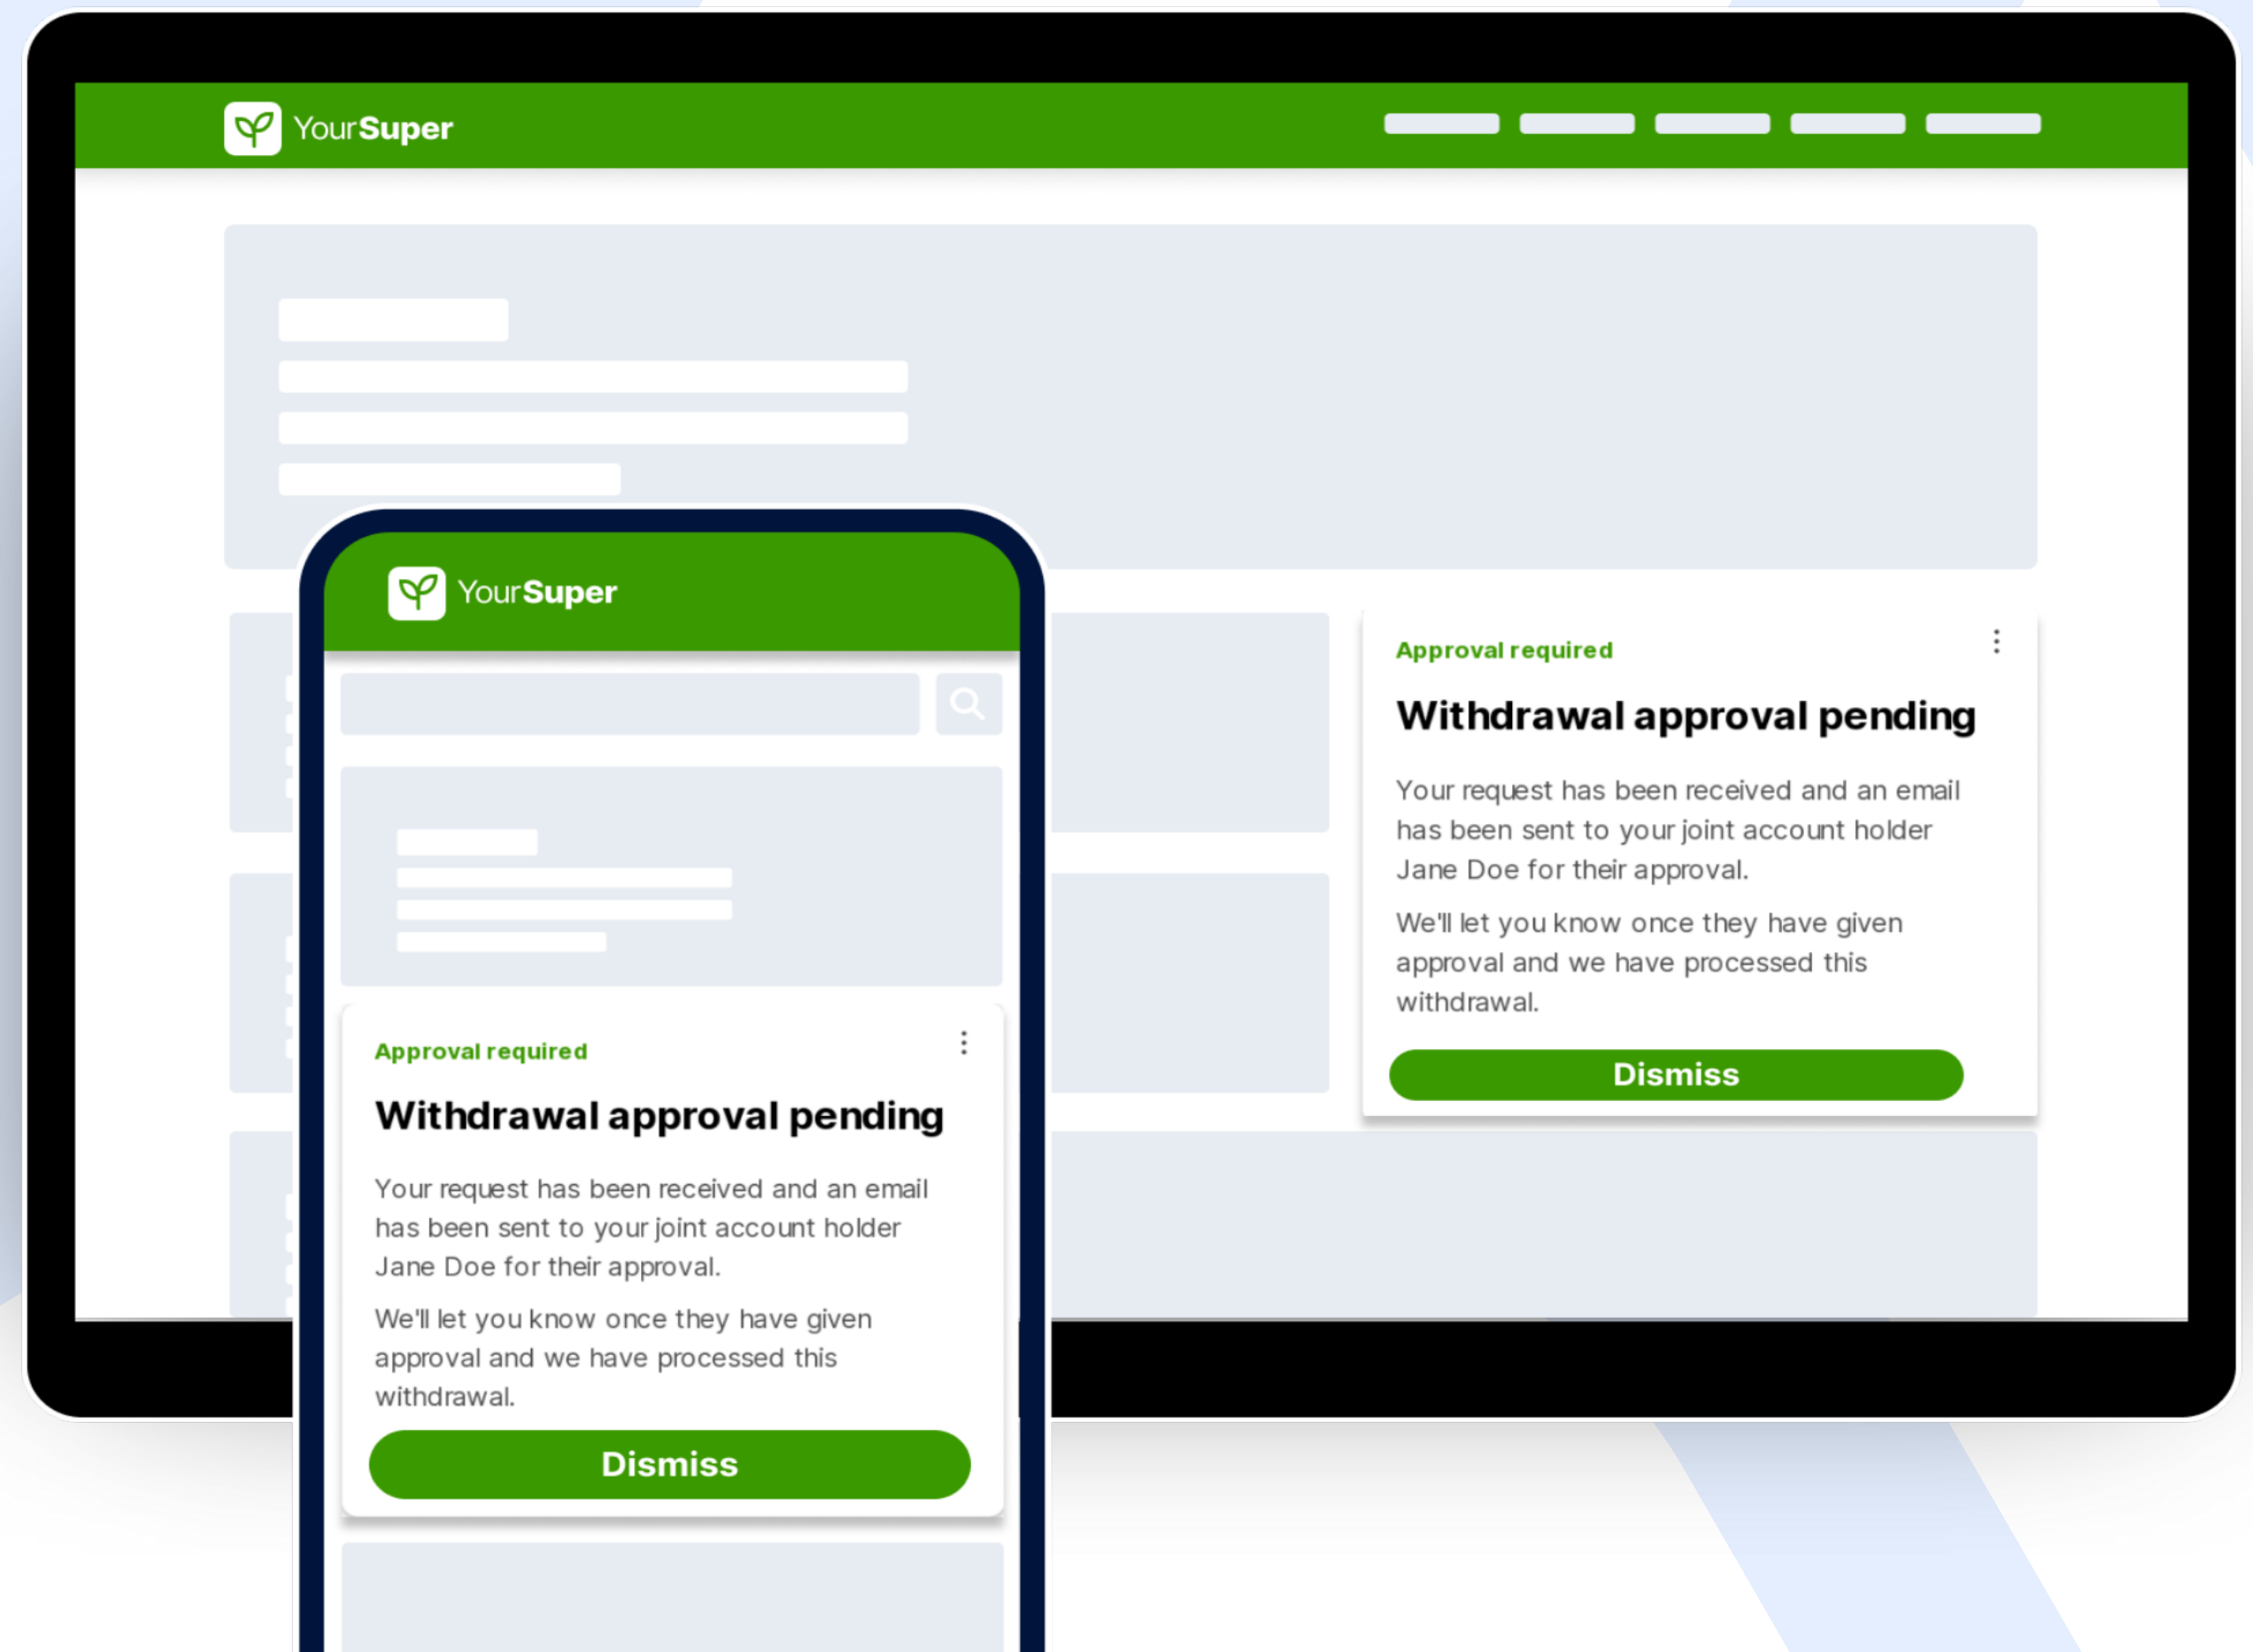 YourSuper
Approval required
Withdrawal approval pending
Your request has been received and an email
has been sent to your joint account holder
Jane Doe for their approval.
We'll let you know once they have given
approval and we have processed this
withdrawal.
Dismiss
YourSuper
Approval required
Withdrawal approval pending
Your request has been received and an email
has been sent to your joint account holder
Jane Doe for their approval.
We'll let you know once they have given
approval and we have processed this
withdrawal.
Dismiss